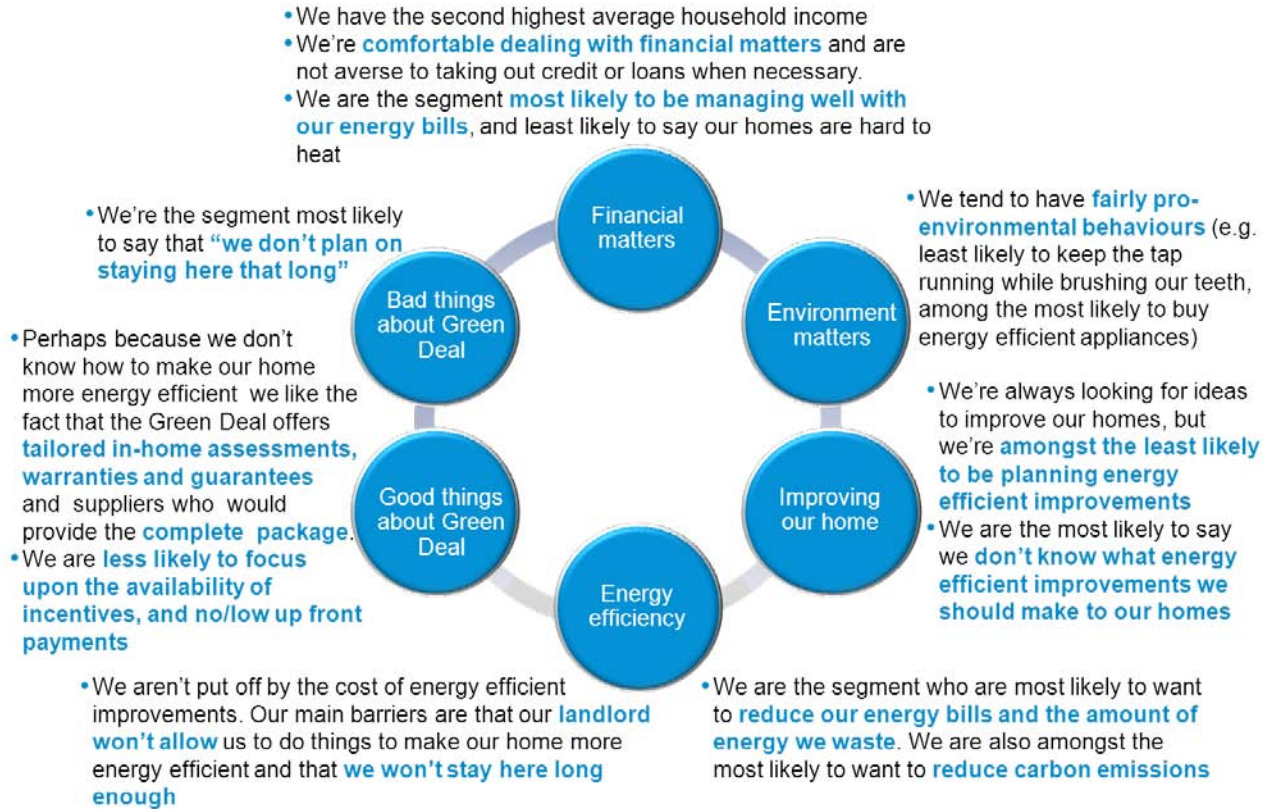 • We have the second highest average household income
• We're comfortable dealing with financial matters and are
not averse to taking out credit or loans when necessary.
• We are the segment most likely to be managing well with
our energy bills, and least likely to say our homes are hard to
heat
Financial
matters
• We tend to have fairly pro-
environmental behaviours (e.g.
least likely to keep the tap
running while brushing our teeth,
among the most likely to buy
energy efficient appliances)
Environment
matters
• We're always looking for ideas
to improve our homes, but
we're amongst the least likely
to be planning energy
efficient improvements
• We are the most likely to say
we don't know what energy
efficient improvements we
should make to our homes
Improving
our home
• We are the segment who are most likely to want
to reduce our energy bills and the amount of
energy we waste. We are also amongst the
most likely to want to reduce carbon emissions
Energy
efficiency
• We aren't put off by the cost of energy efficient
improvements. Our main barriers are that our landlord
won't allow us to do things to make our home more
energy efficient and that we won't stay here long
enough
Good things
about Green
Deal
• Perhaps because we don't
know how to make our home
more energy efficient we like the
fact that the Green Deal offers
tailored in-home assessments,
warranties and guarantees
and suppliers who would
provide the complete package.
• We are less likely to focus
upon the availability of
incentives, and no/low up front
payments
Bad things
about Green
Deal
• We're the segment most likely
to say that “we don't plan on
staying here that long”